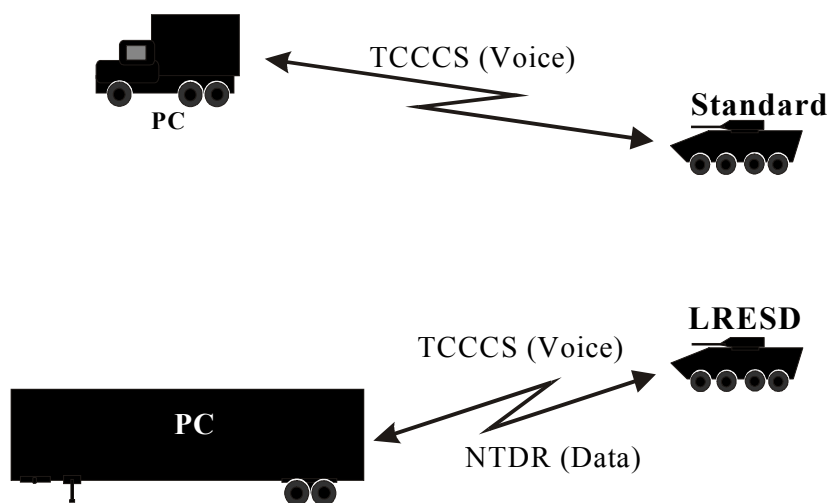 TCCCS (Voice)
PC
Standard
LRESD
TCCCS (Voice)
PC
NTDR (Data)